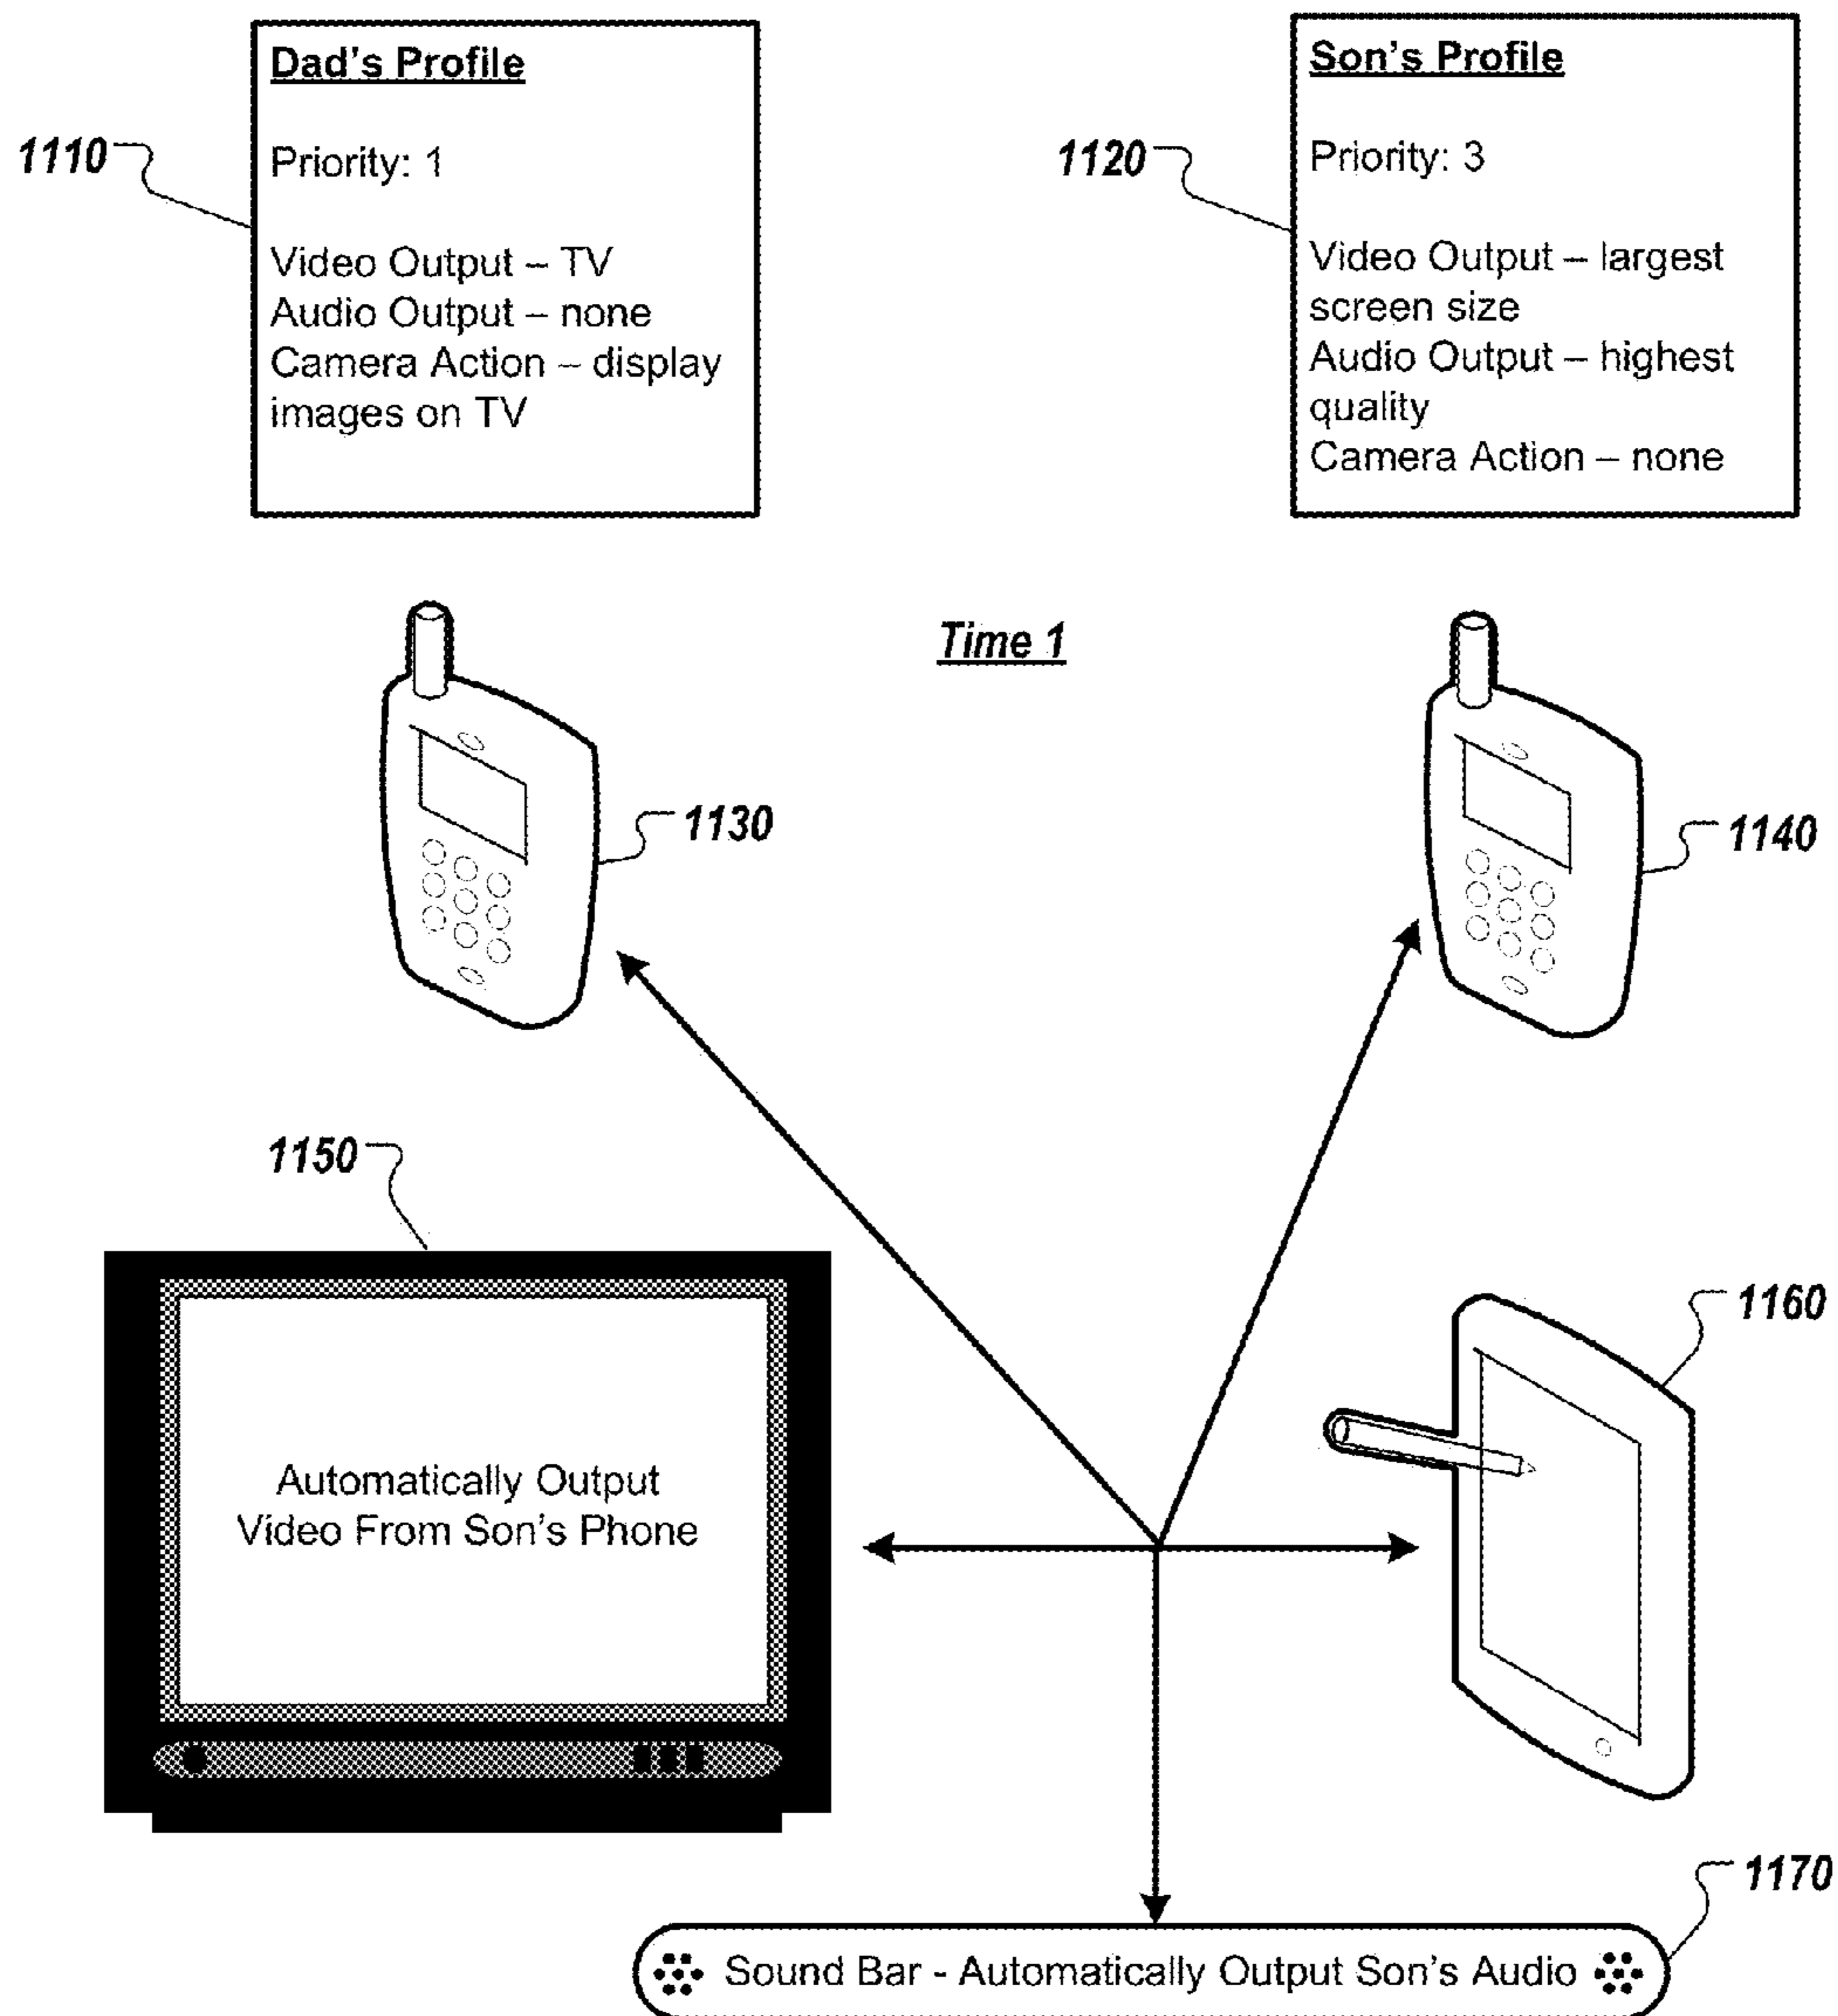 Dad's Profile
Priority: 1
Video Output – TV
Audio Output – none
Camera Action – display
images on TV
1110
Son's Profile
Priority: 3
Video Output – largest
screen size
Audio Output – highest
quality
Camera Action – none
1120
Time 1
1130
1140
1150
Automatically Output
Video From Son's Phone
1160
1170
Sound Bar - Automatically Output Son's Audio